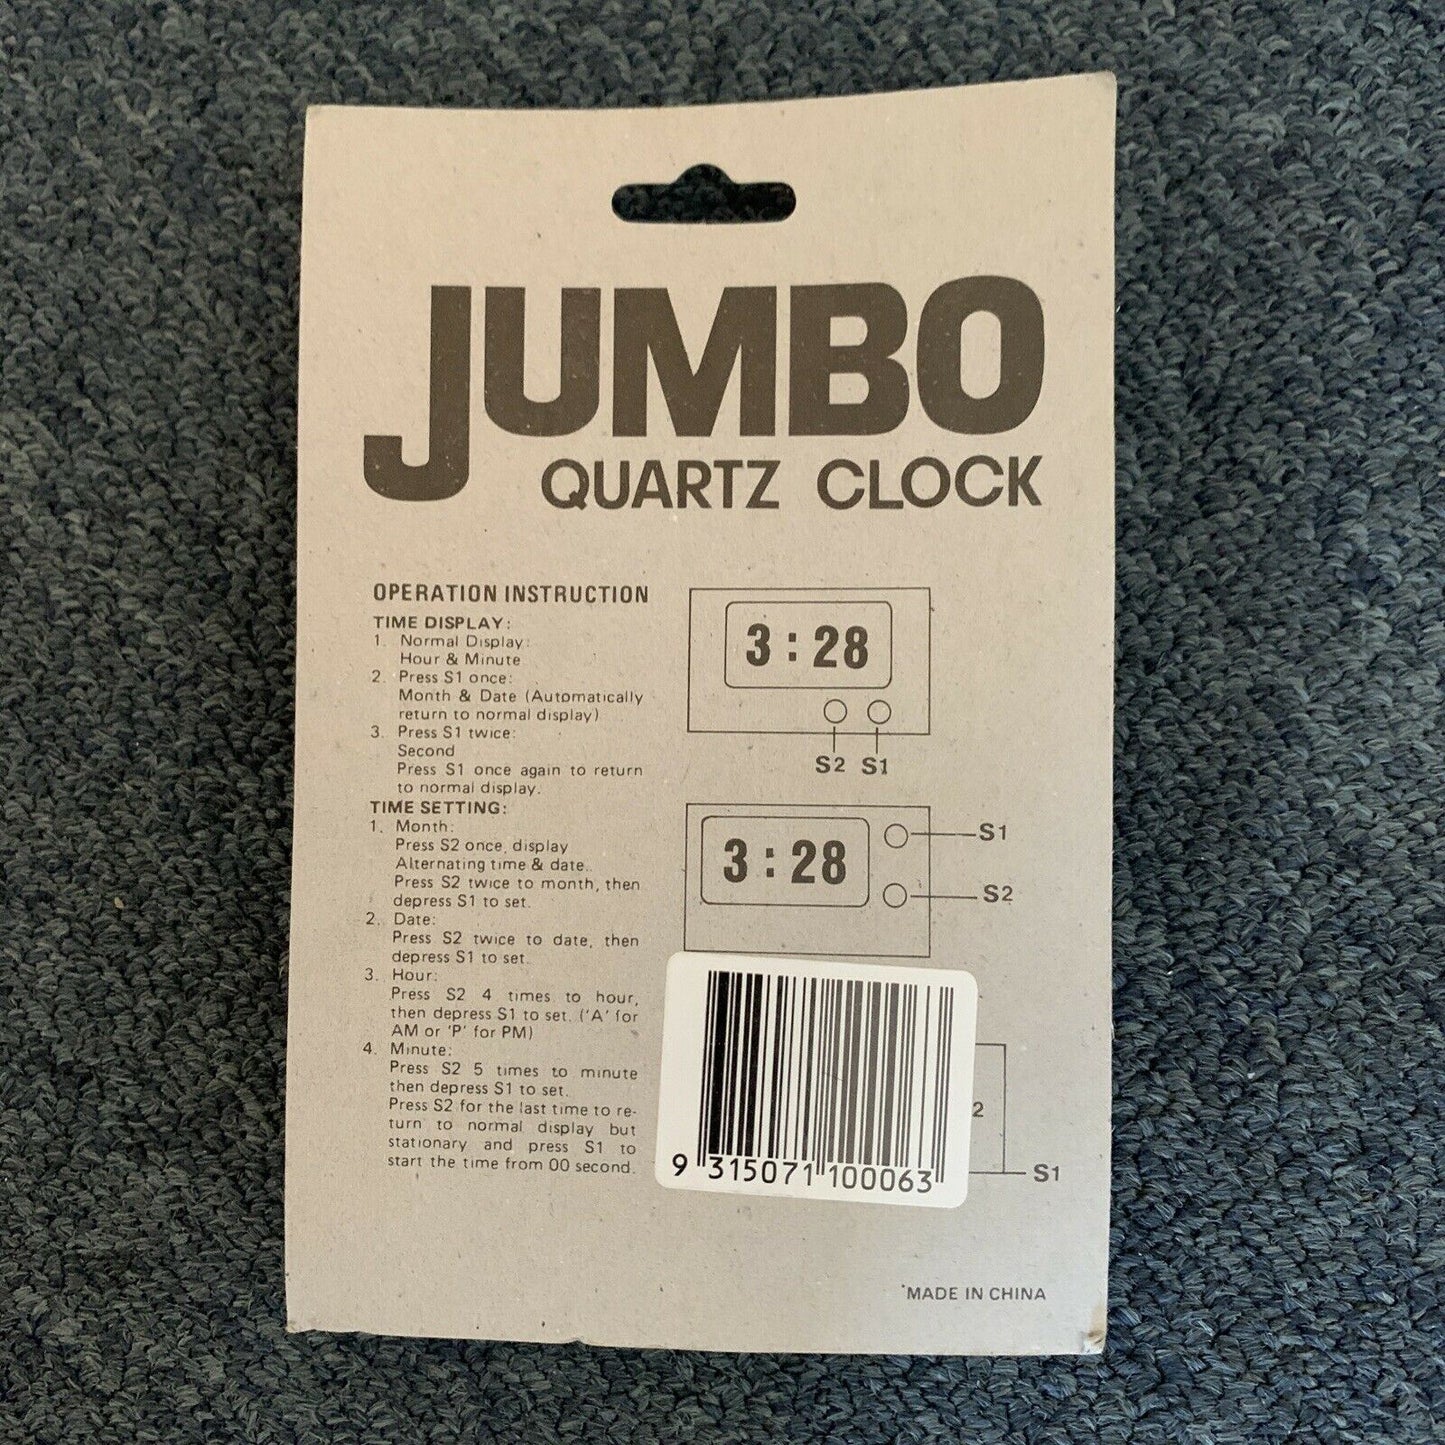 JUMBO
QUARTZ CLOCK
OPERATION INSTRUCTION
TIME DISPLAY:
1. Normal Display:
Hour & Minute
2. Press S1 once:
Month & Date (Automatically
return to normal display)
3. Press S1 twice:
Second
Press S1 once again to return
to normal display.
TIME SETTING:
1. Month:
Press S2 once, display
Alternating time & date.
Press S2 twice to month, then
depress S1 to set.
2. Date:
Press S2 twice to date, then
depress S1 to set.
3. Hour:
Press S2 4 times to hour,
then depress S1 to set. ('A' for
AM or 'P' for PM)
4. Minute:
Press S2 5 times to minute
then depress S1 to set.
Press S2 for the last time to re-
turn to normal display but
stationary and press S1 to
start the time from 00 second.
3:28
S2 S1
3:28
S1
S2
2
S1
9 315071 100063
MADE IN CHINA